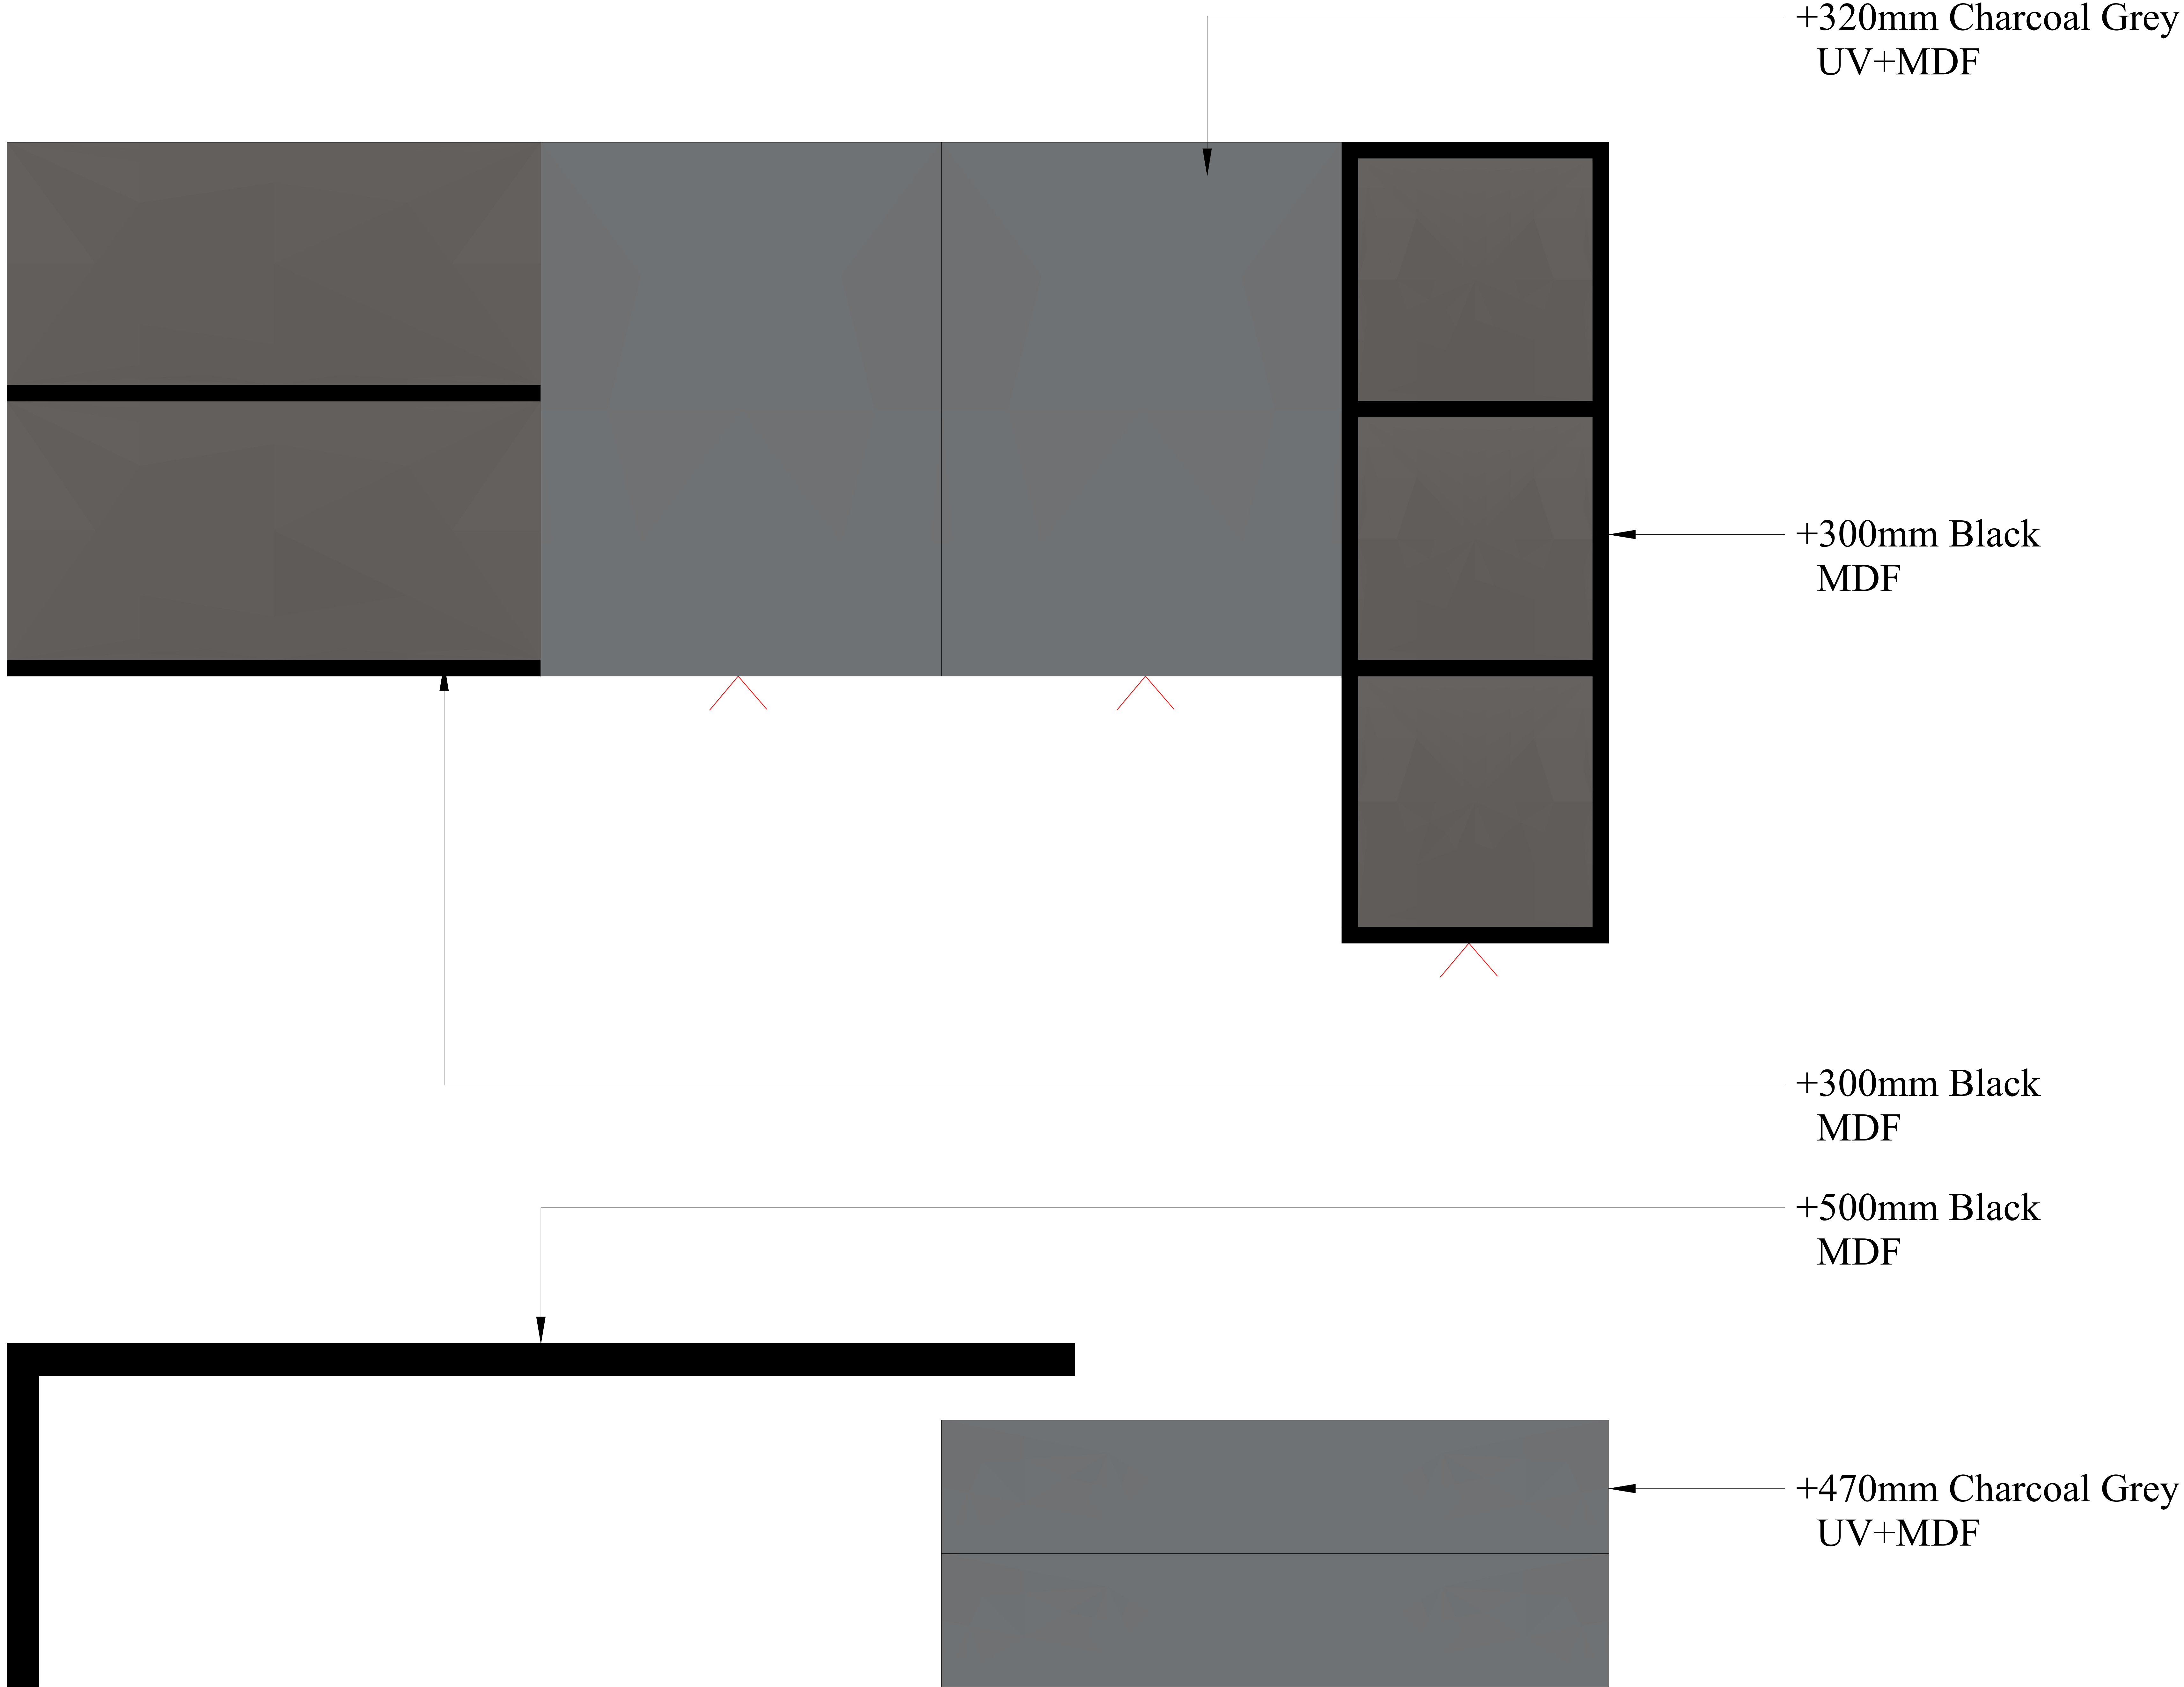 +320mm Charcoal Grey
UV+MDF
+300mm Black
MDF
+300mm Black
MDF
+500mm Black
MDF
+470mm Charcoal Grey
UV+MDF